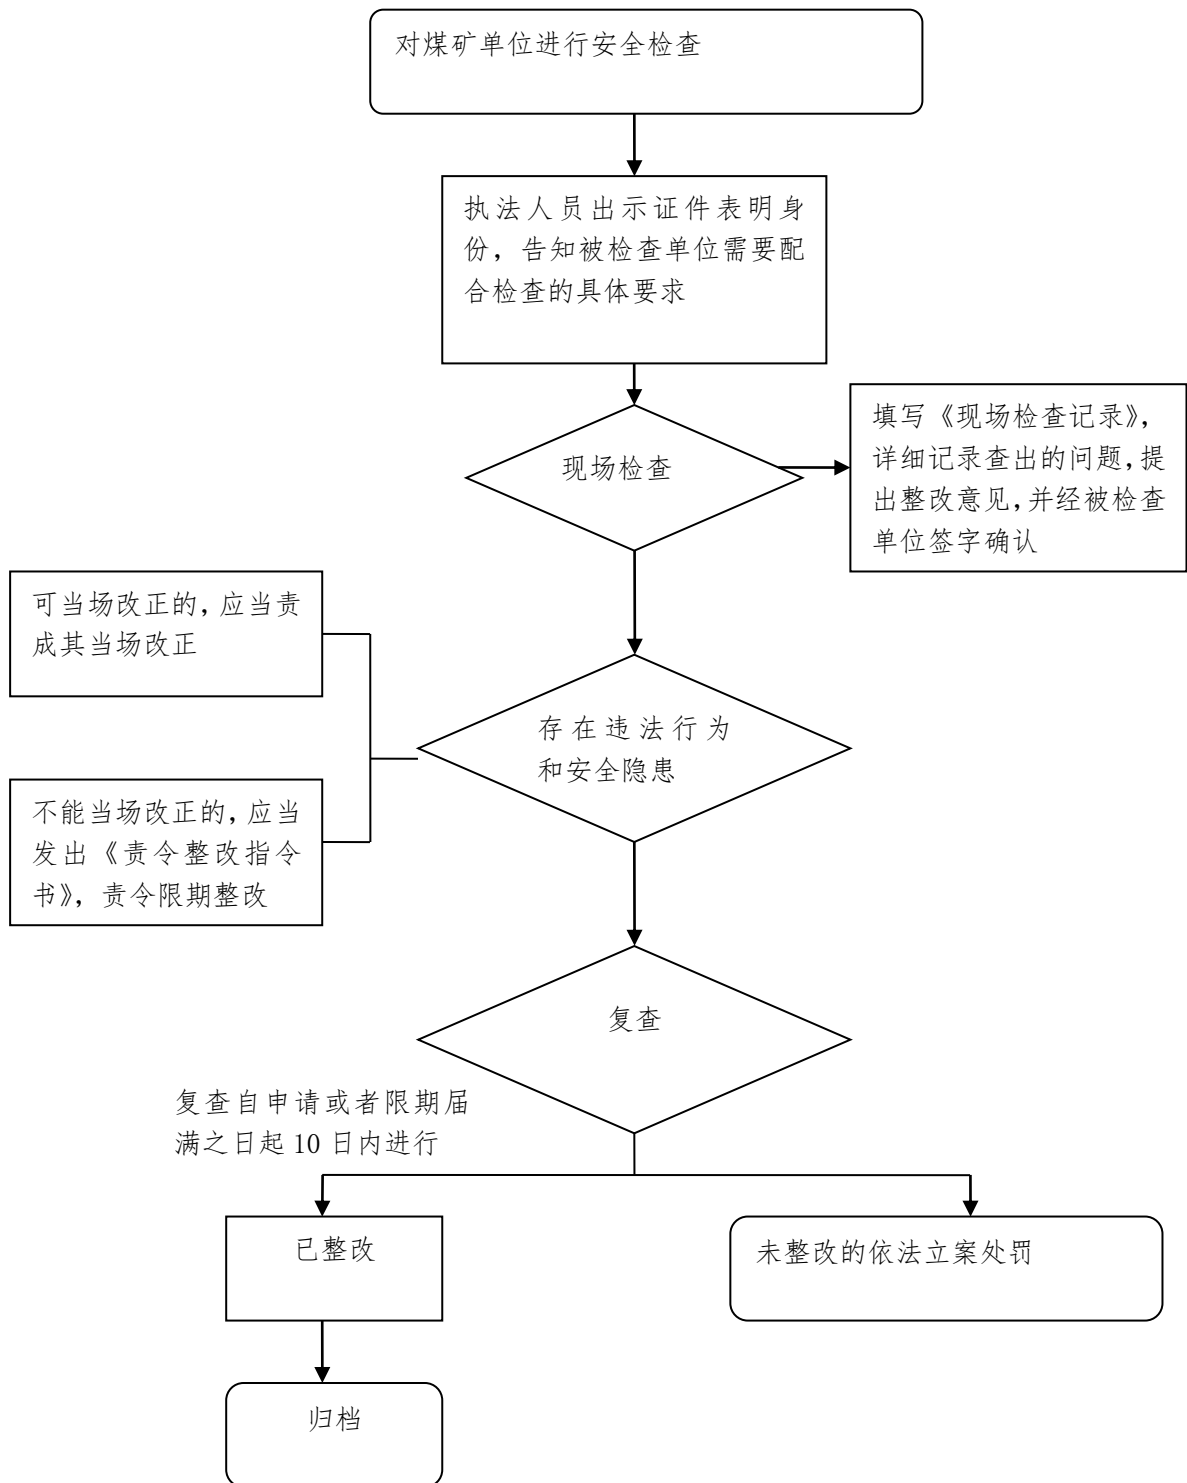 对煤矿单位进行安全检查
执法人员出示证件表明身
份，告知被检查单位需要配
合检查的具体要求
现场检查
填写《现场检查记录》，
详细记录查出的问题，提
出整改意见，并经被检查
单位签字确认
可当场改正的，应当责
成其当场改正
存在违法行为
和安全隐患
不能当场改正的，应当
发出《责令整改指令
书》，责令限期整改
复查
复查自申请或者限期届
满之日起 10 日内进行
已整改
未整改的依法立案处罚
归档